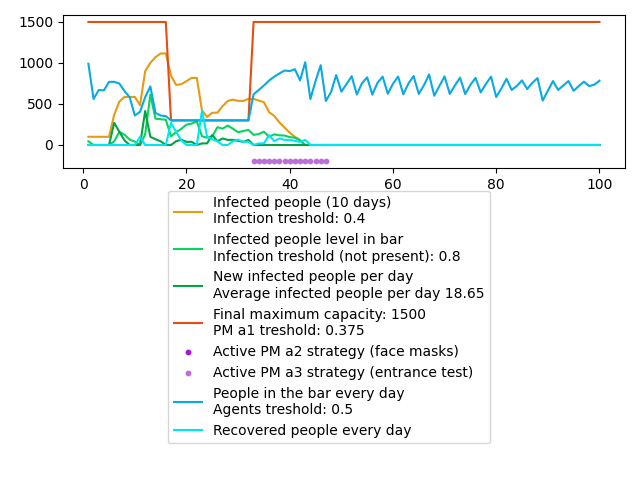 1500
1000
500
0
0 20 40 60 80 100
Infected people (10 days)
Infection treshold: 0.4
Infected people level in bar
Infection treshold (not present): 0.8
New infected people per day
Average infected people per day 18.65
Final maximum capacity: 1500
PM a1 treshold: 0.375
Active PM a2 strategy (face masks)
Active PM a3 strategy (entrance test)
People in the bar every day
Agents treshold: 0.5
Recovered people every day